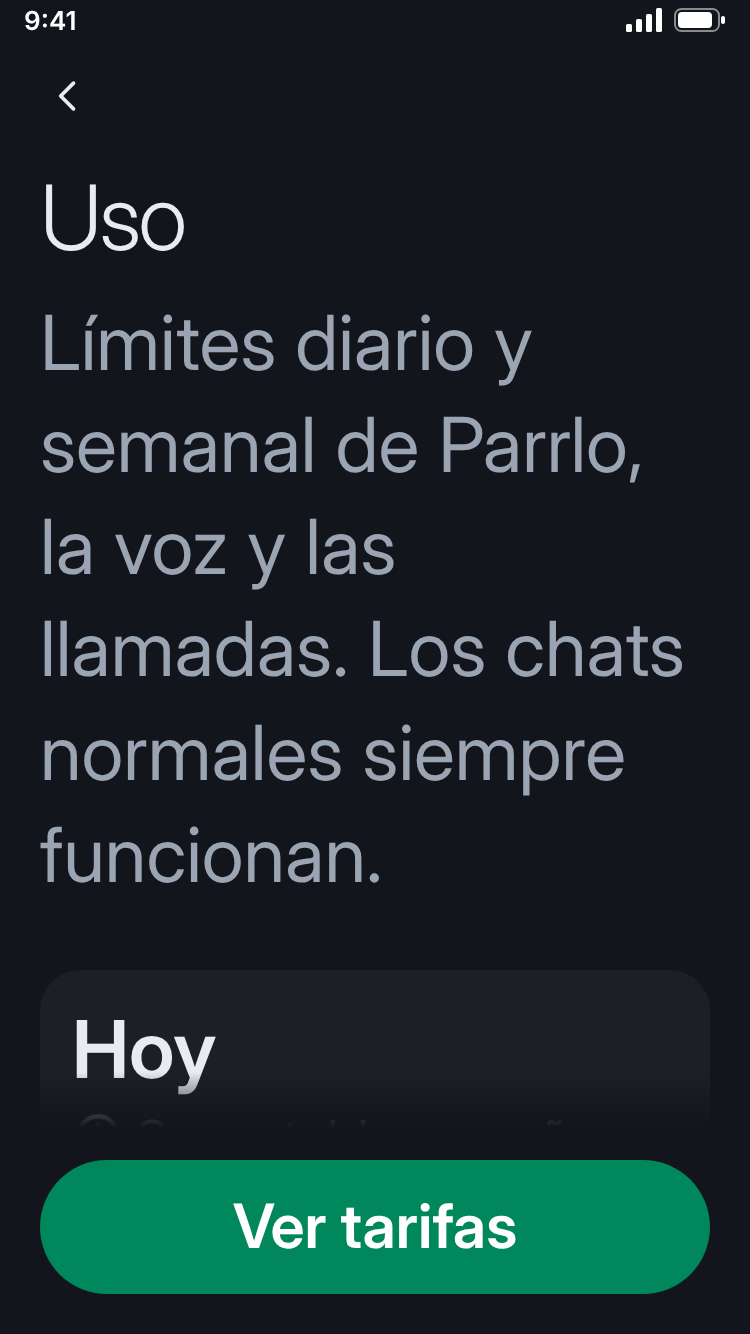 9:41
Uso
Límites diario y
semanal de Parrlo,
la voz y las
llamadas. Los chats
normales siempre
funcionan.
Hoy
Ver tarifas